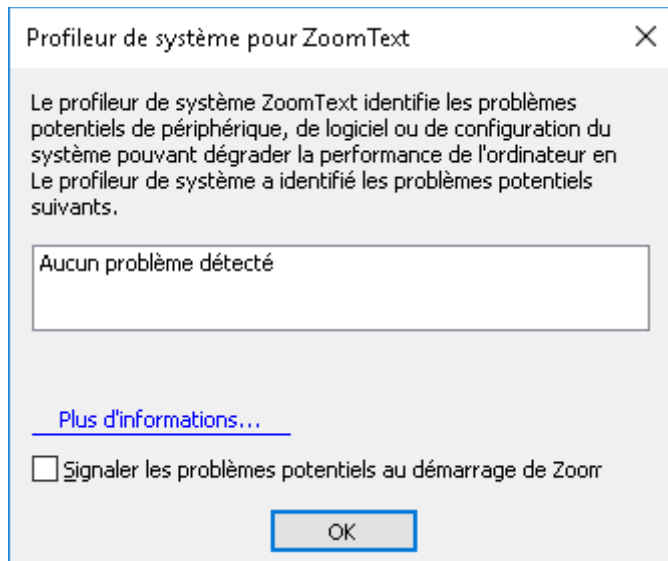 Profileur de système pour ZoomText
Le profileur de système ZoomText identifie les problèmes
potentiels de périphérique, de logiciel ou de configuration du
système pouvant dégrader la performance de l'ordinateur en
Le profileur de système a identifié les problèmes potentiels
suivants.
Aucun problème détecté
Plus d'informations...
Signaler les problèmes potentiels au démarrage de Zoom
OK